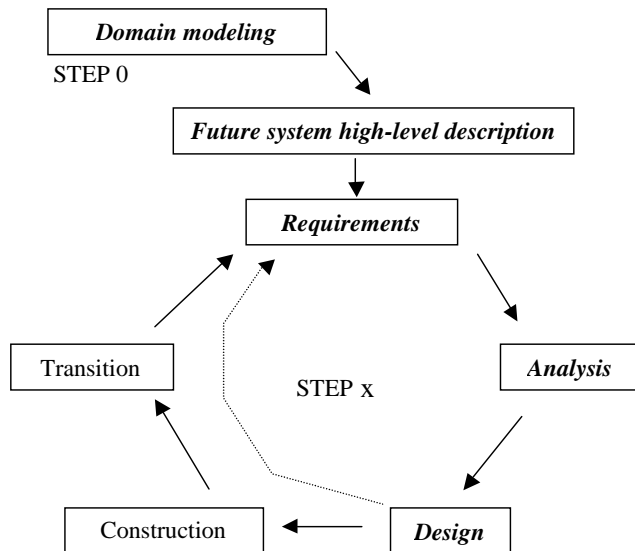 Domain modeling
STEP 0
Future system high-level description
Requirements
Transition
Analysis
STEP x
Construction
Design